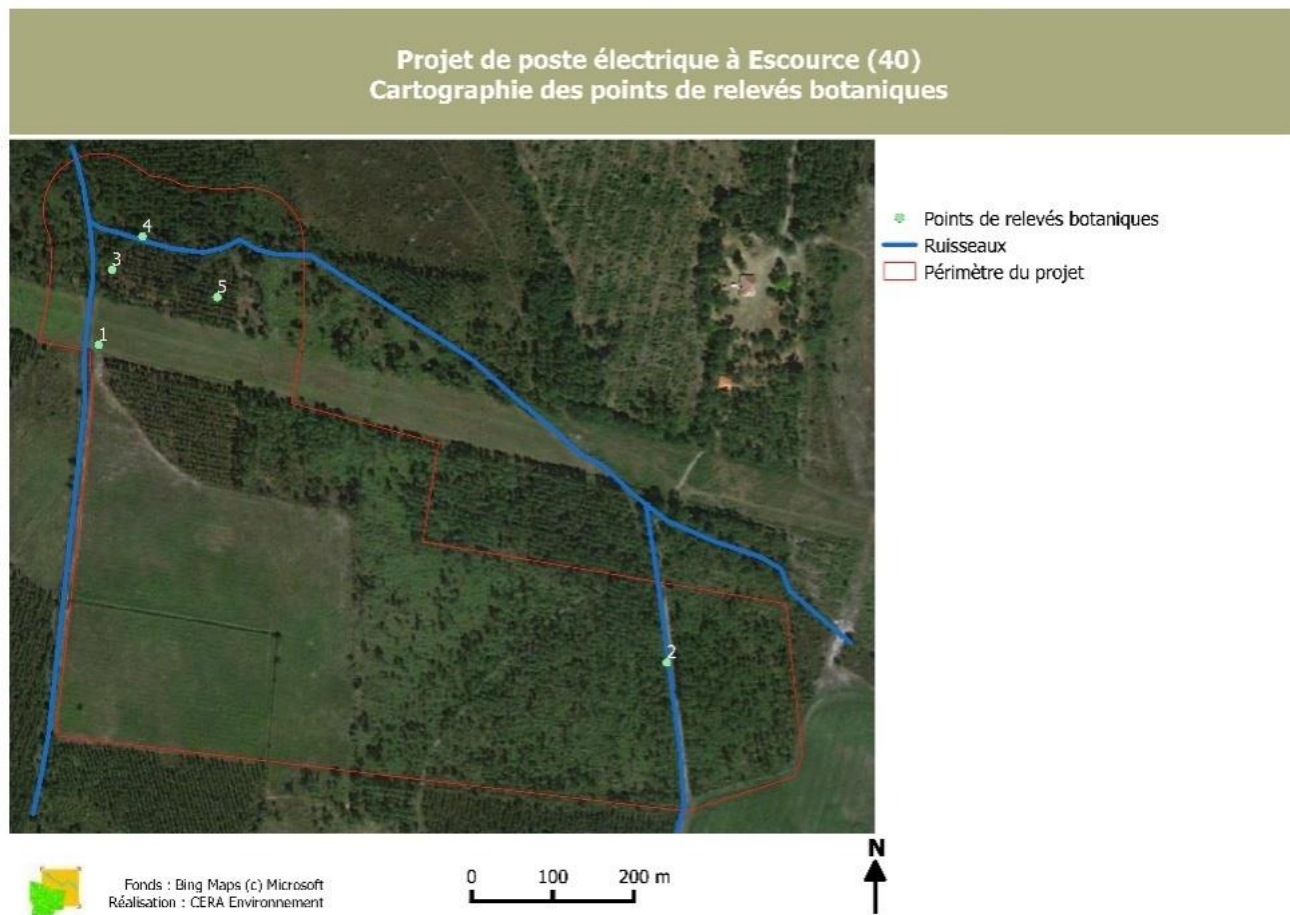 Projet de poste électrique à Escource (40)
Cartographie des points de relevés botaniques
4
3
5
1
2
Points de relevés botaniques
Ruisseaux
Périmètre du projet
Fonds : Bing Maps (c) Microsoft
Réalisation : CERA Environnement
0 100 200 m
N